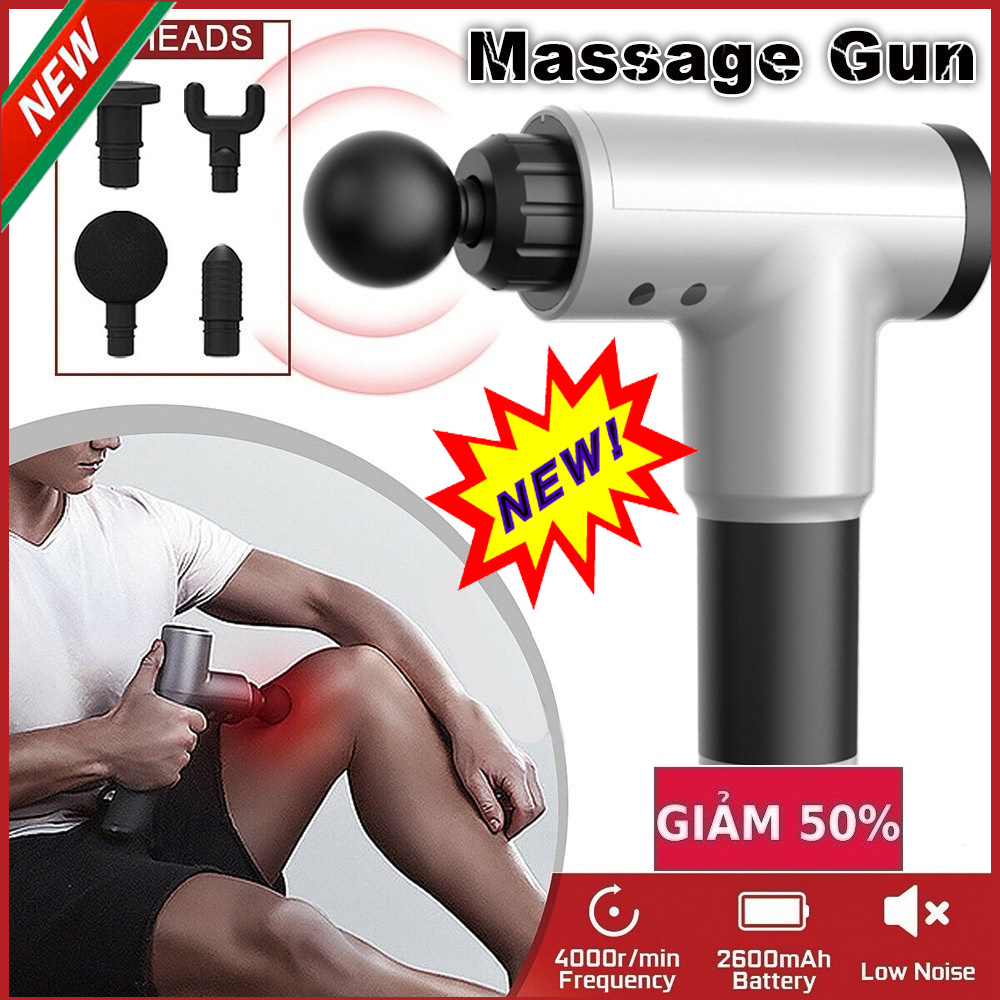 NEW
HEADS
Massage Gun
NEW!
GIẢM 50%
4000r/min
Frequency
2600mAh
Battery
Low Noise